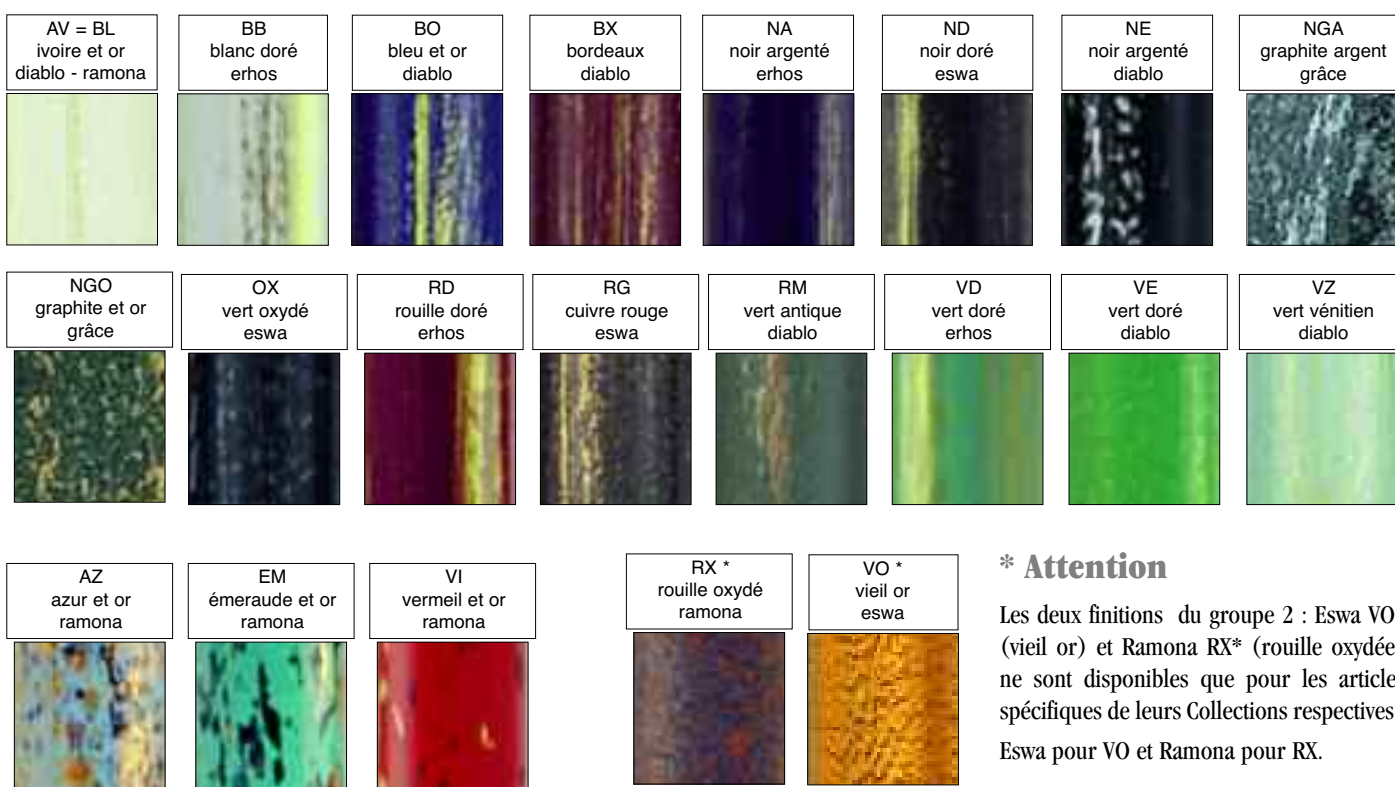 AV = BL
ivoire et or
diablo - ramona
BB
blanc doré
erhos
BO
bleu et or
diablo
BX
bordeaux
diablo
NA
noir argenté
erhos
ND
noir doré
eswa
NE
noir argenté
diablo
NGA
graphite argent
grâce
NGO
graphite et or
grâce
OX
vert oxydé
eswa
RD
rouille doré
erhos
RG
cuivre rouge
eswa
RM
vert antique
diablo
VD
vert doré
erhos
VE
vert doré
diablo
VZ
vert vénitien
diablo
AZ
azur et or
ramona
EM
émeraude et or
ramona
VI
vermeil et or
ramona
RX *
rouille oxydé
ramona
VO *
vieil or
eswa
* Attention
Les deux finitions du groupe 2 : Eswa VO
(vieil or) et Ramona RX* (rouille oxydée
ne sont disponibles que pour les article
spécifiques de leurs Collections respectives
Eswa pour VO et Ramona pour RX.